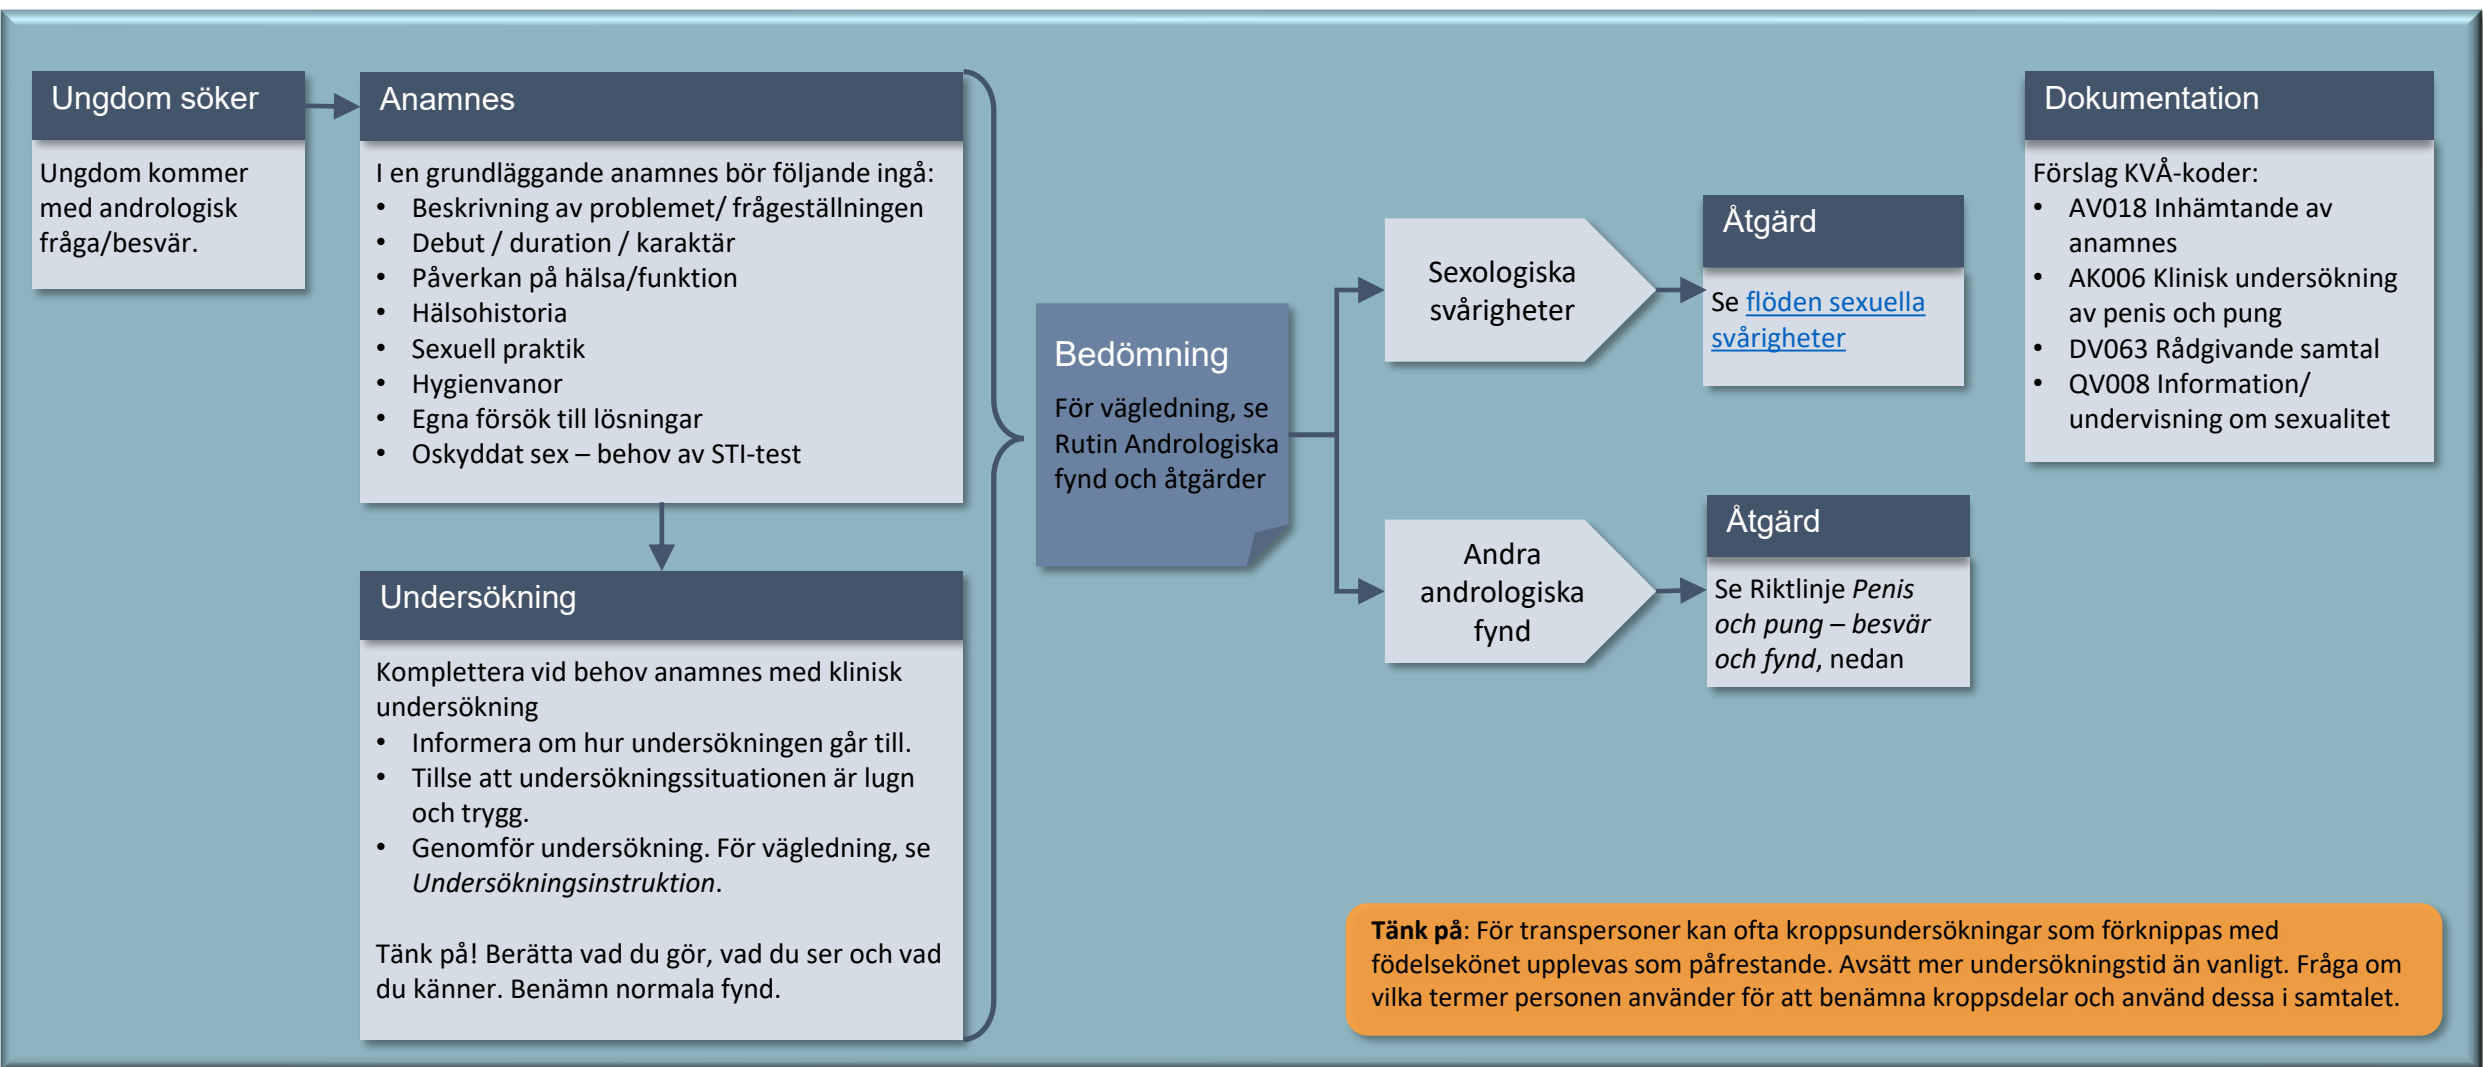 Ungdom söker
Ungdom kommer
med andrologisk
fråga/besvär.
Anamnes
I en grundläggande anamnes bör följande ingå:
• Beskrivning av problemet/ frågeställningen
• Debut / duration / karaktär
• Påverkan på hälsa/funktion
• Hälsohistoria
• Sexuell praktik
• Hygienvanor
• Egna försök till lösningar
• Oskyddat sex – behov av STI-test
Undersökning
Komplettera vid behov anamnes med klinisk
undersökning
• Informera om hur undersökningen går till.
• Tillse att undersökningssituationen är lugn
och trygg.
• Genomför undersökning. För vägledning, se
Undersökningsinstruktion.
Tänk på! Berätta vad du gör, vad du ser och vad
du känner. Benämn normala fynd.
Bedömning
För vägledning, se
Rutin Andrologiska
fynd och åtgärder
Sexologiska
svårigheter
Åtgärd
Se flöden sexuella
svårigheter
Andra
andrologiska
fynd
Åtgärd
Se Riktlinje Penis
och pung – besvär
och fynd, nedan
Dokumentation
Förslag KVÅ-koder:
• AV018 Inhämtande av
anamnes
• AK006 Klinisk undersökning
av penis och pung
• DV063 Rådgivande samtal
• QV008 Information/
undervisning om sexualitet
Tänk på: För transpersoner kan ofta kroppsundersökningar som förknippas med
födelsekönet upplevas som påfrestande. Avsätt mer undersökningstid än vanligt. Fråga om
vilka termer personen använder för att benämna kroppsdelar och använd dessa i samtalet.